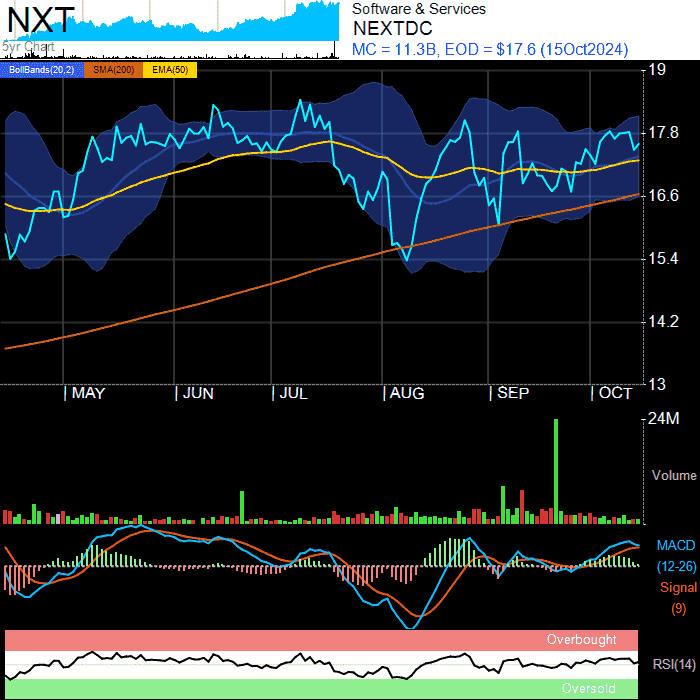 NXT
5yr Chart
Software & Services
NEXTDC
MC = 11.3B, EOD = $17.6 (15Oct2024)
BollBands(20,2) SMA(200) EMA(50)
19
17.8
16.6
15.4
14.2
13
MAY JUN JUL AUG SEP OCT
24M
Volume
MACD
(12-26)
Signal
(9)
Overbought
RSI(14)
Oversold